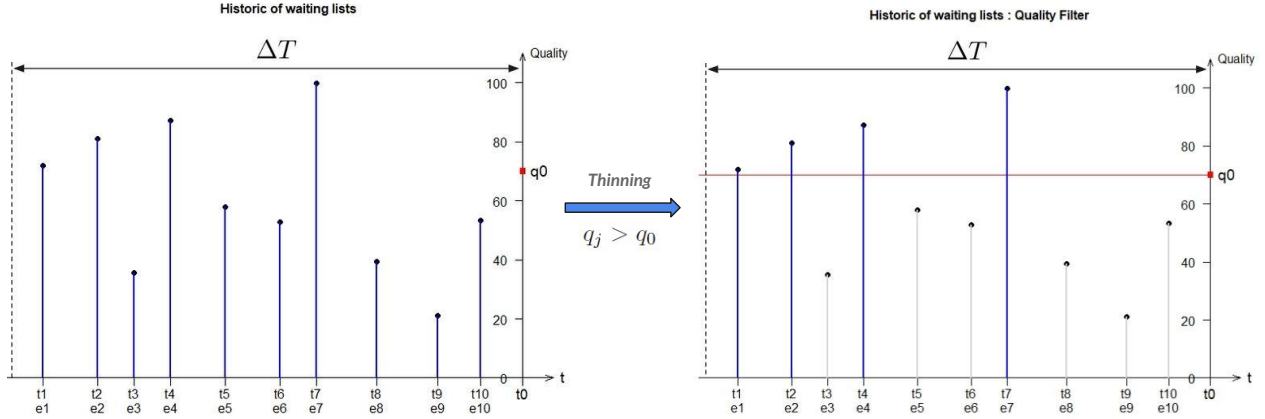 Historic of waiting lists
ΔT
Quality
100
80
q0
60
40
20
0
t
t1 t2 t3 t4 t5 t6 t7 t8 t9 t10 t0
e1 e2 e3 e4 e5 e6 e7 e8 e9 e10
Thinning
q_j > q_0
Historic of waiting lists : Quality Filter
ΔT
Quality
100
80
q0
60
40
20
0
t
t1 t2 t3 t4 t5 t6 t7 t8 t9 t10 t0
e1 e2 e3 e4 e5 e6 e7 e8 e9 e10